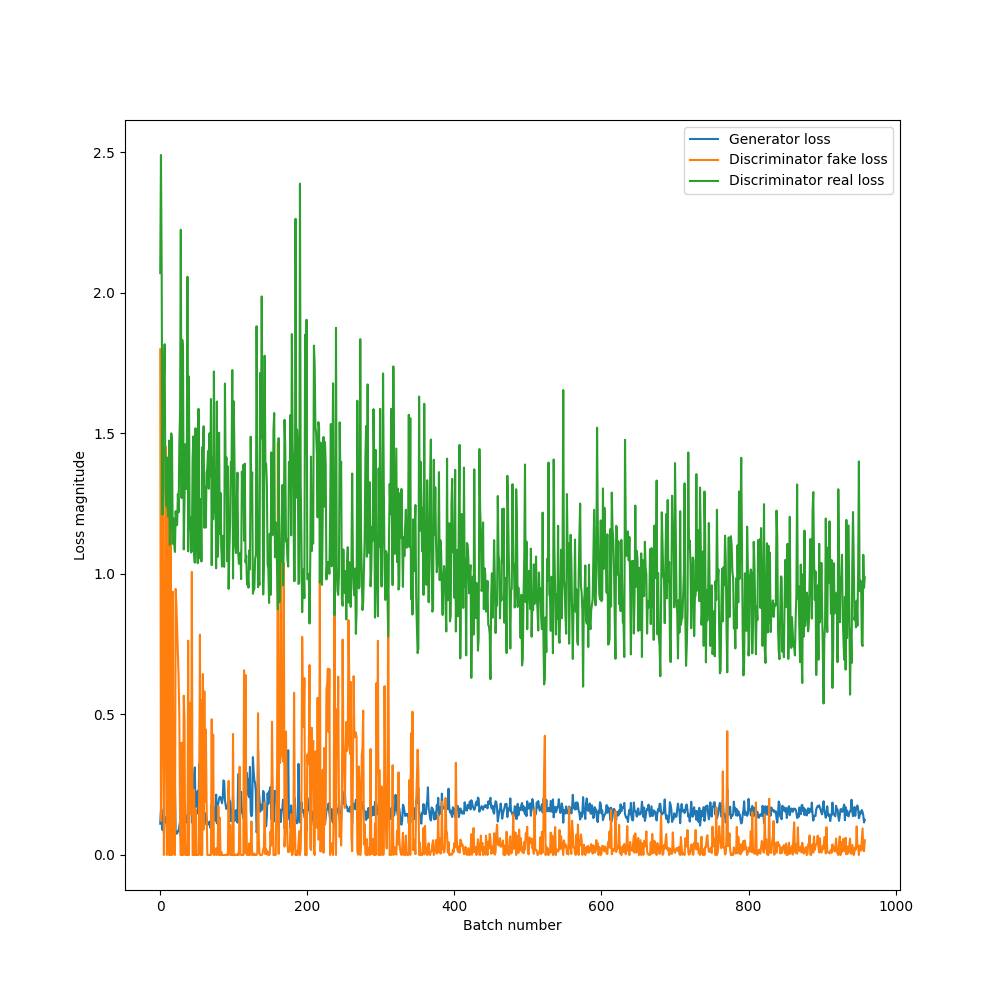 Generator loss
Discriminator fake loss
Discriminator real loss
2.5
2.0
1.5
1.0
0.5
0.0
Loss magnitude
0 200 400 600 800 1000
Batch number